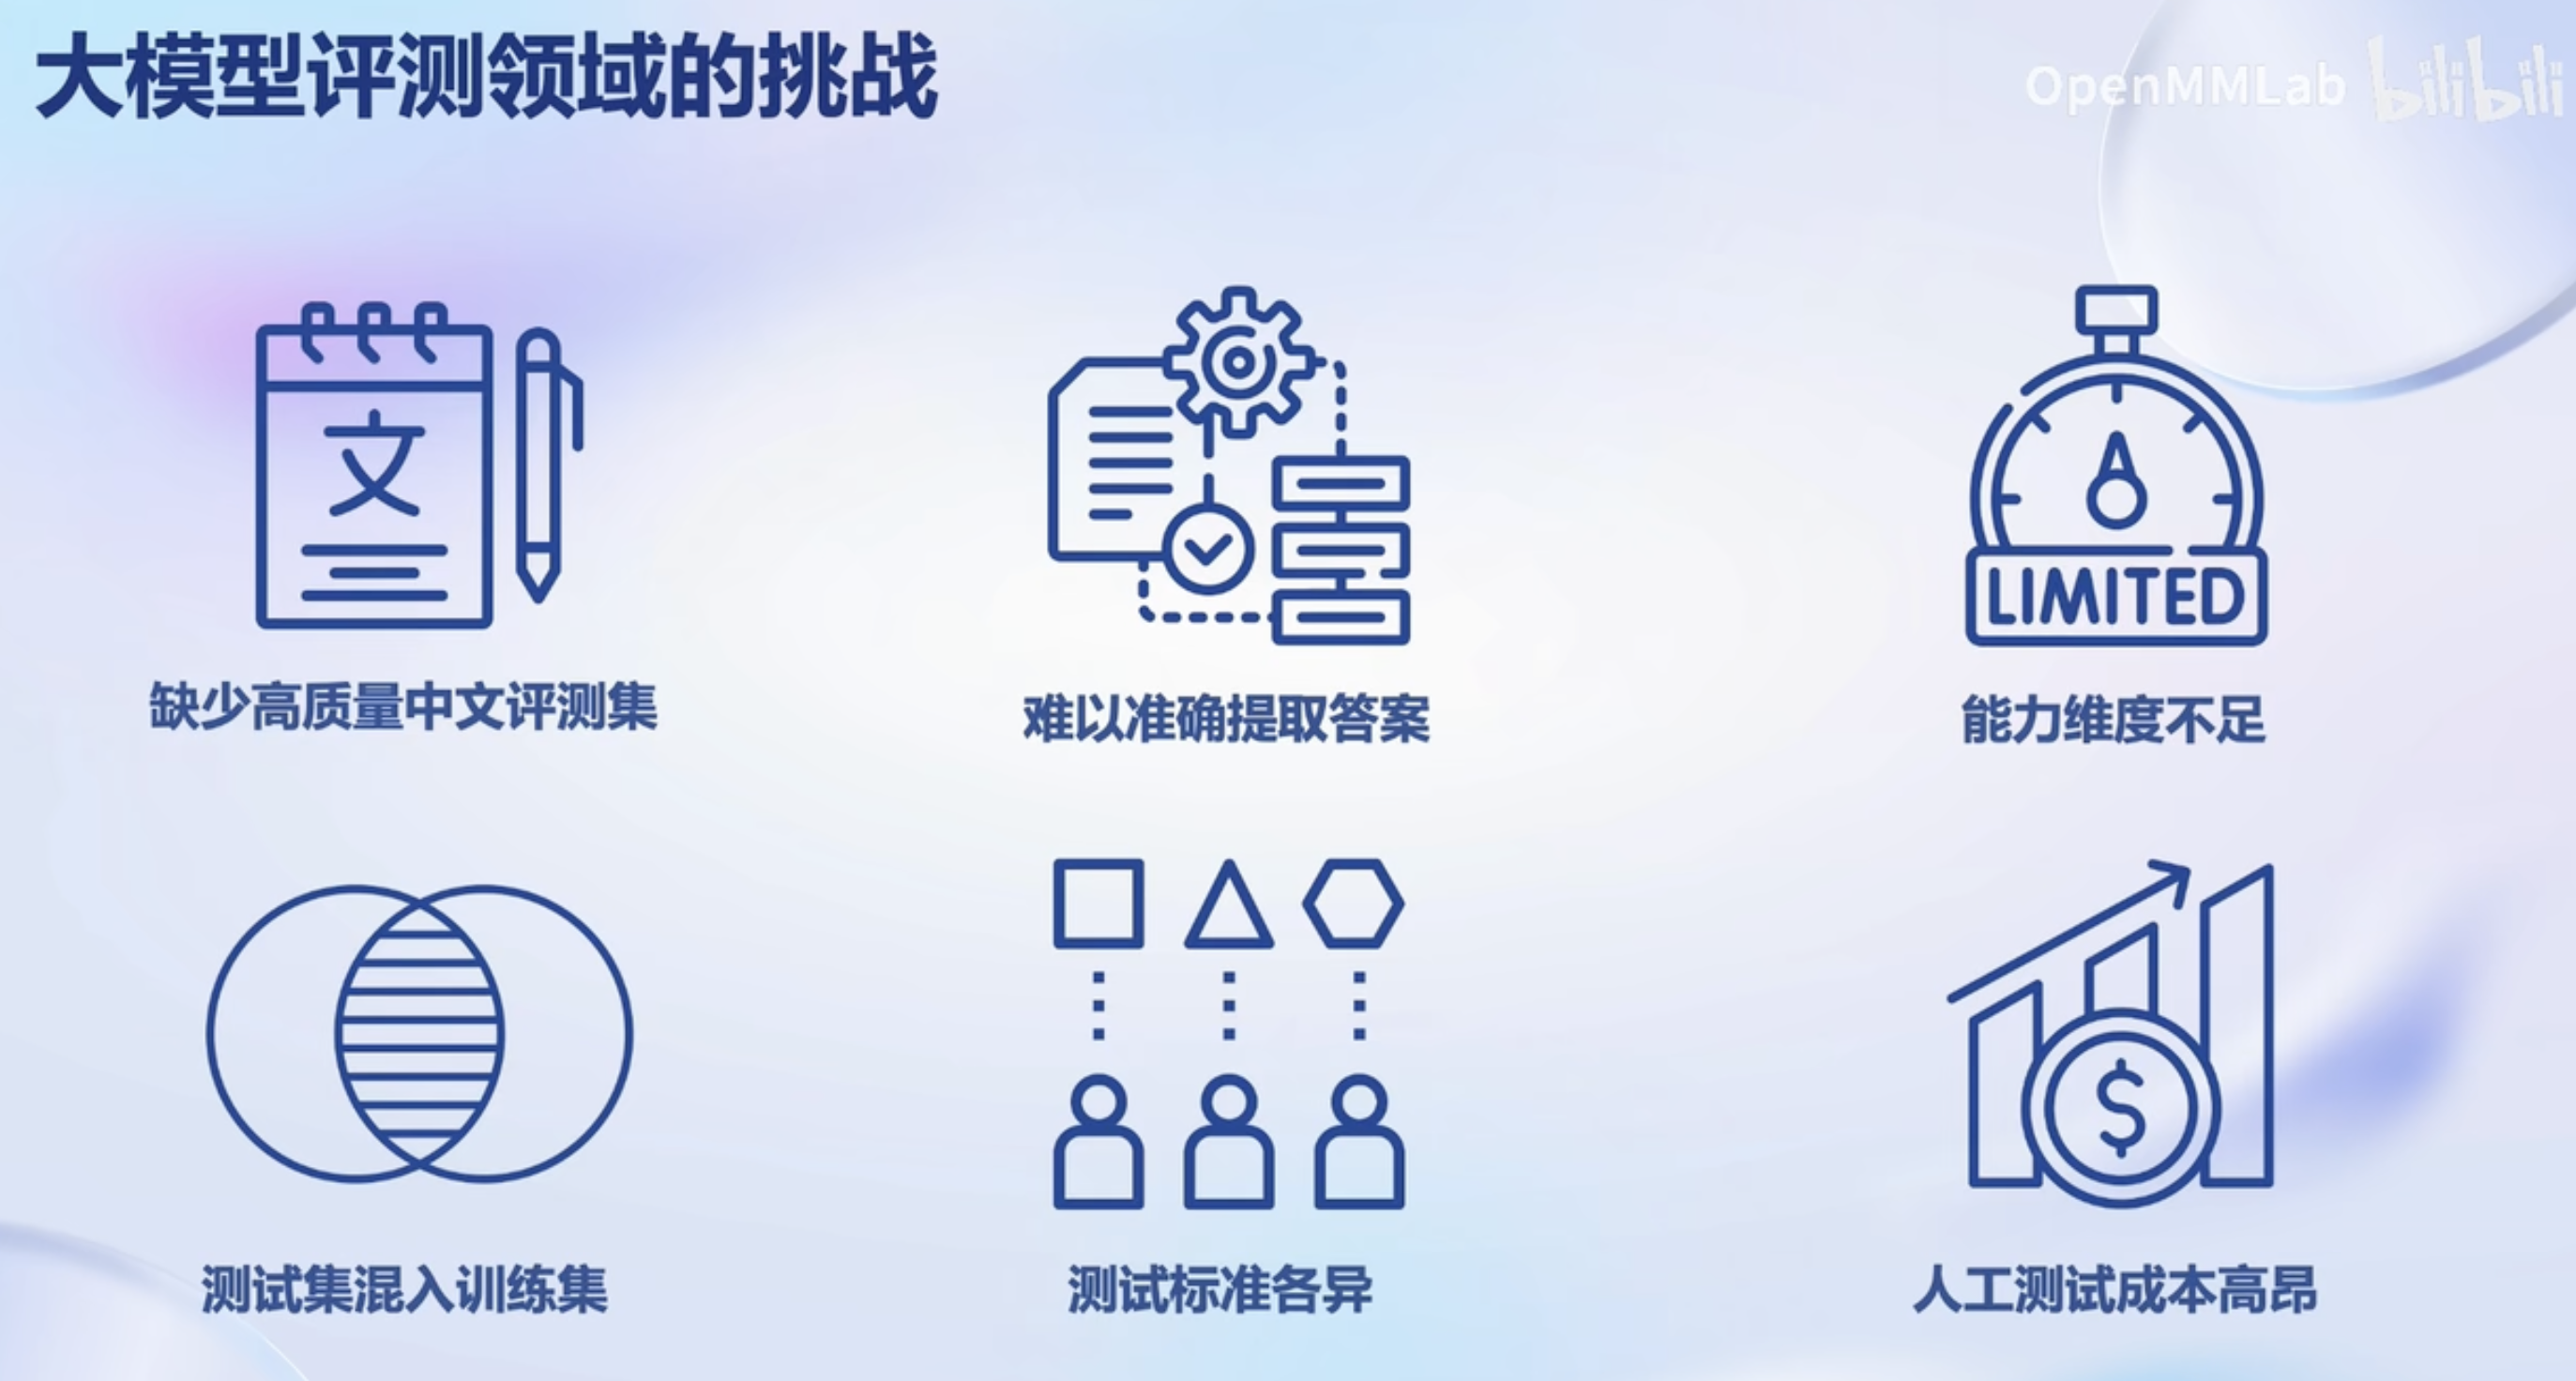 大模型评测领域的挑战
OpenMMLab bilibili
文
LIMITED
缺少高质量中文评测集
难以准确提取答案
能力维度不足
$
测试集混入训练集
测试标准各异
人工测试成本高昂